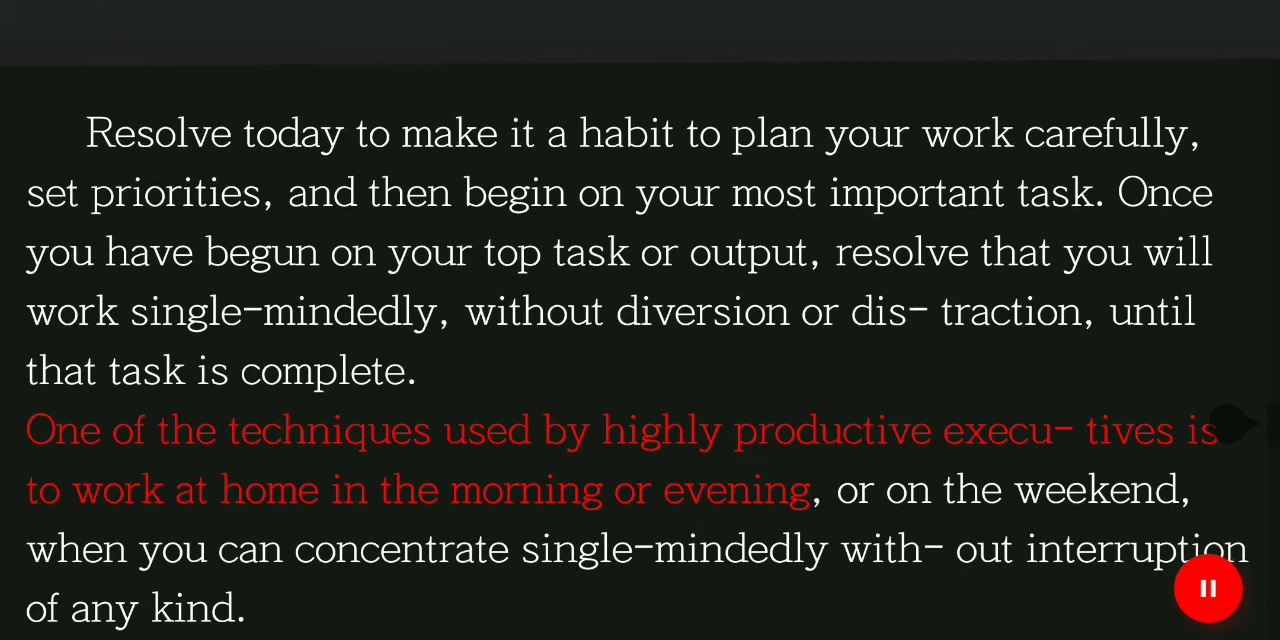 Resolve today to make it a habit to plan your work carefully,
set priorities, and then begin on your most important task. Once
you have begun on your top task or output, resolve that you will
work single-mindedly, without diversion or dis- traction, until
that task is complete.
One of the techniques used by highly productive execu- tives is
to work at home in the morning or evening, or on the weekend,
when you can concentrate single-mindedly with- out interruption
of any kind.